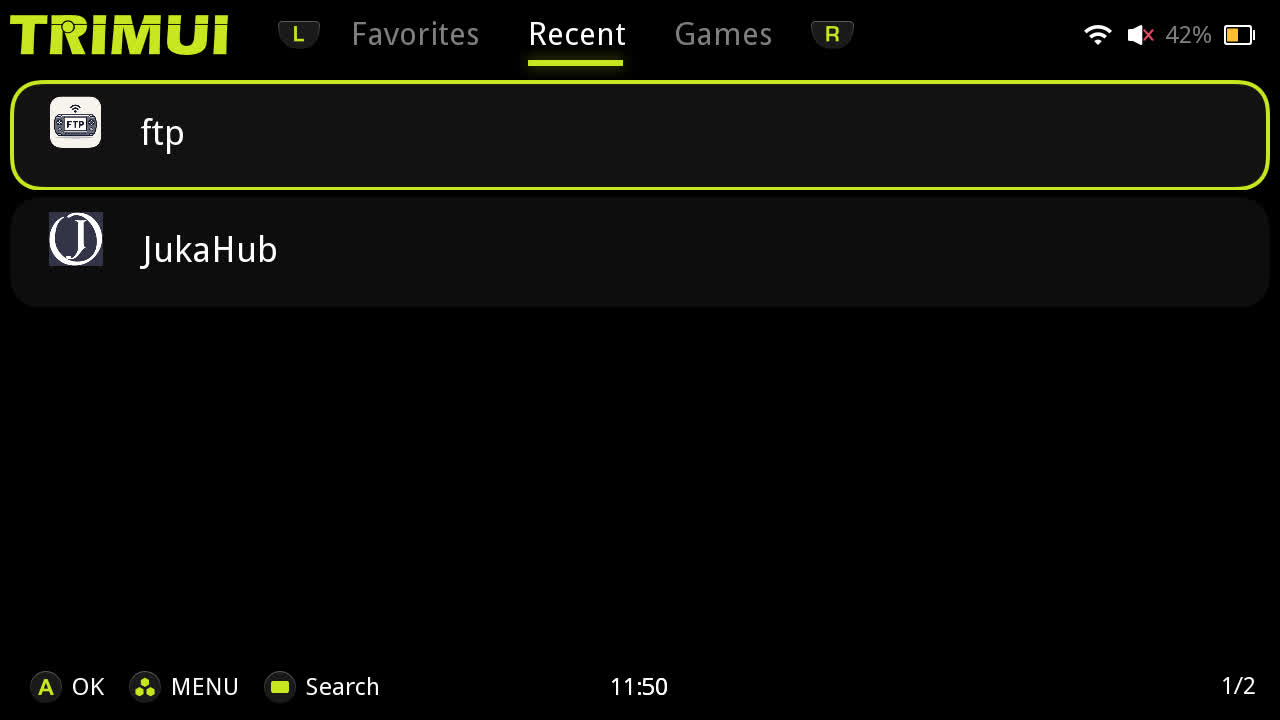 TRIMUI L Favorites Recent Games R 42%
FTP ftp
J JukaHub
A OK MENU Search 11:50 1/2